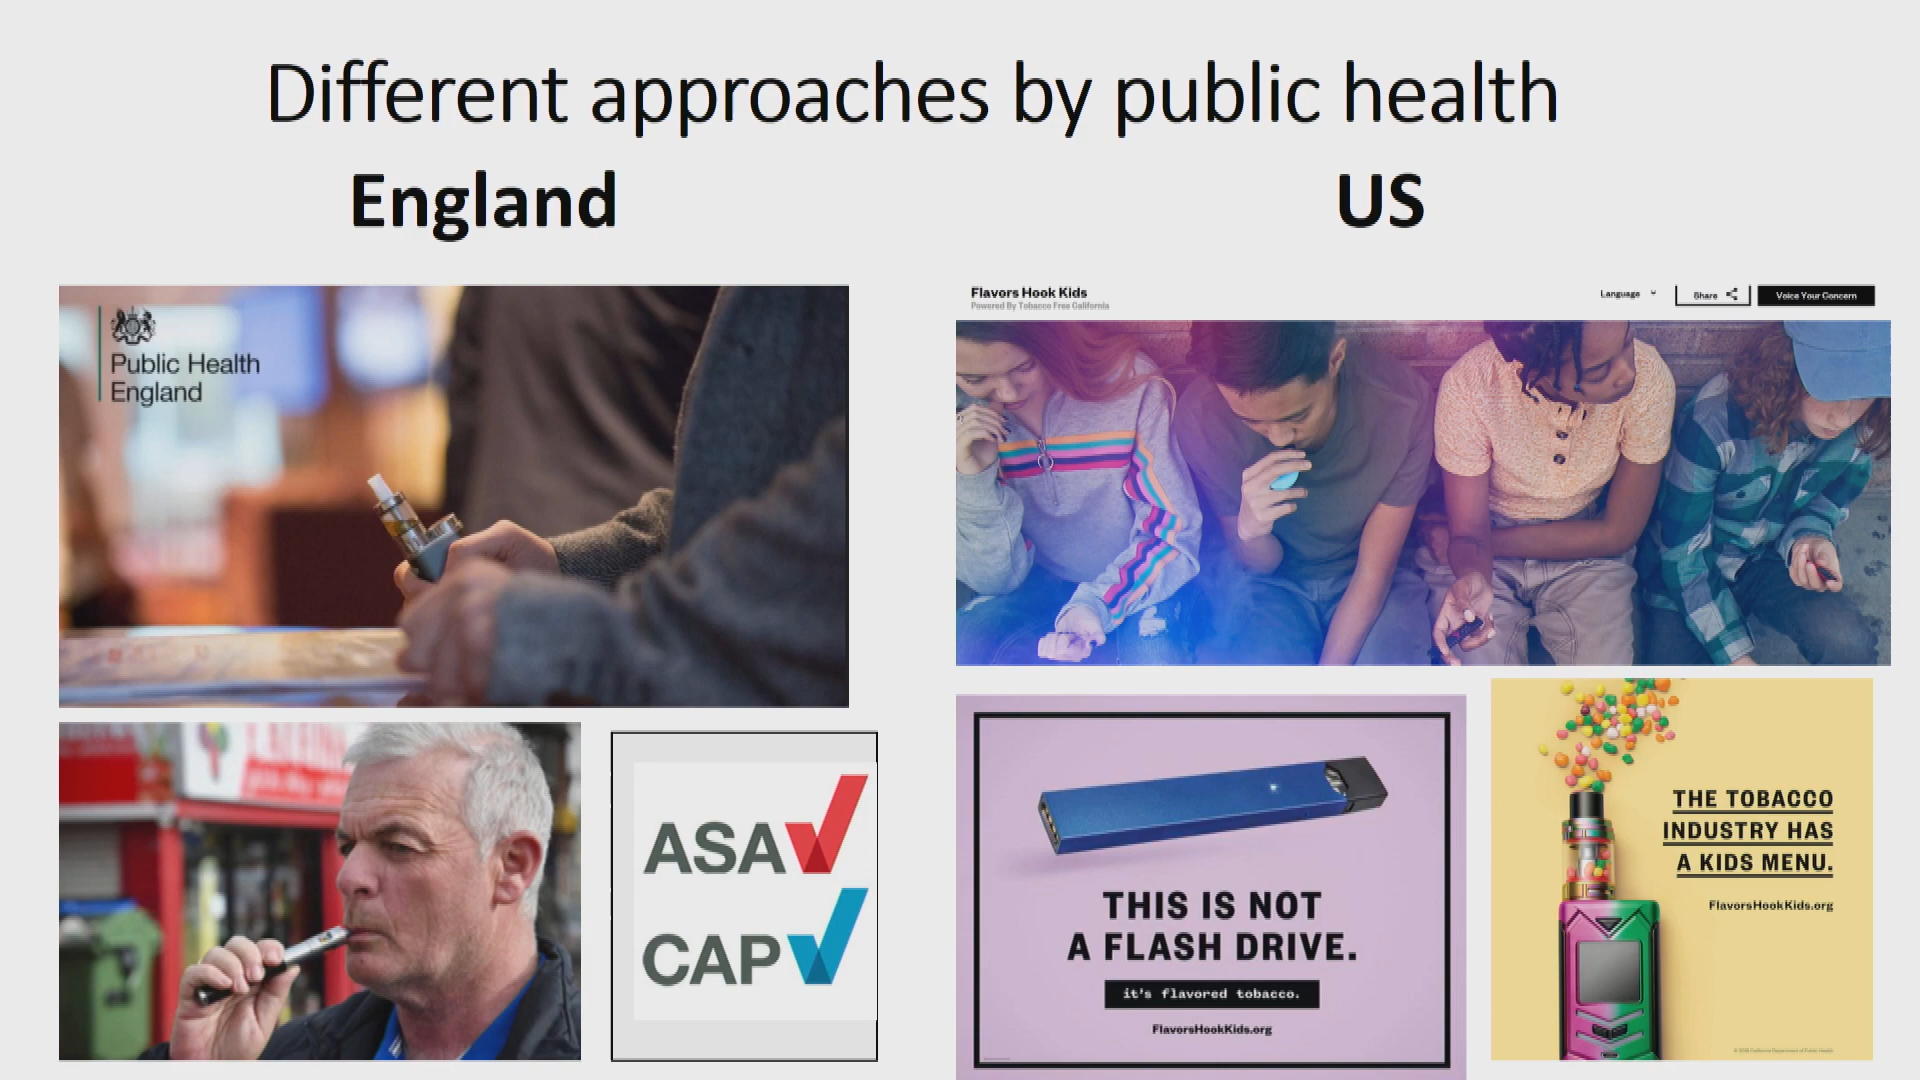 Different approaches by public health
England
US
Public Health
England
ASA
CAP
Flavors Hook Kids
Powered By Tobacco Free California
Language
Share
Voice Your Concern
THIS IS NOT
A FLASH DRIVE.
it's flavored tobacco.
FlavorsHookKids.org
THE TOBACCO
INDUSTRY HAS
A KIDS MENU.
FlavorsHookKids.org